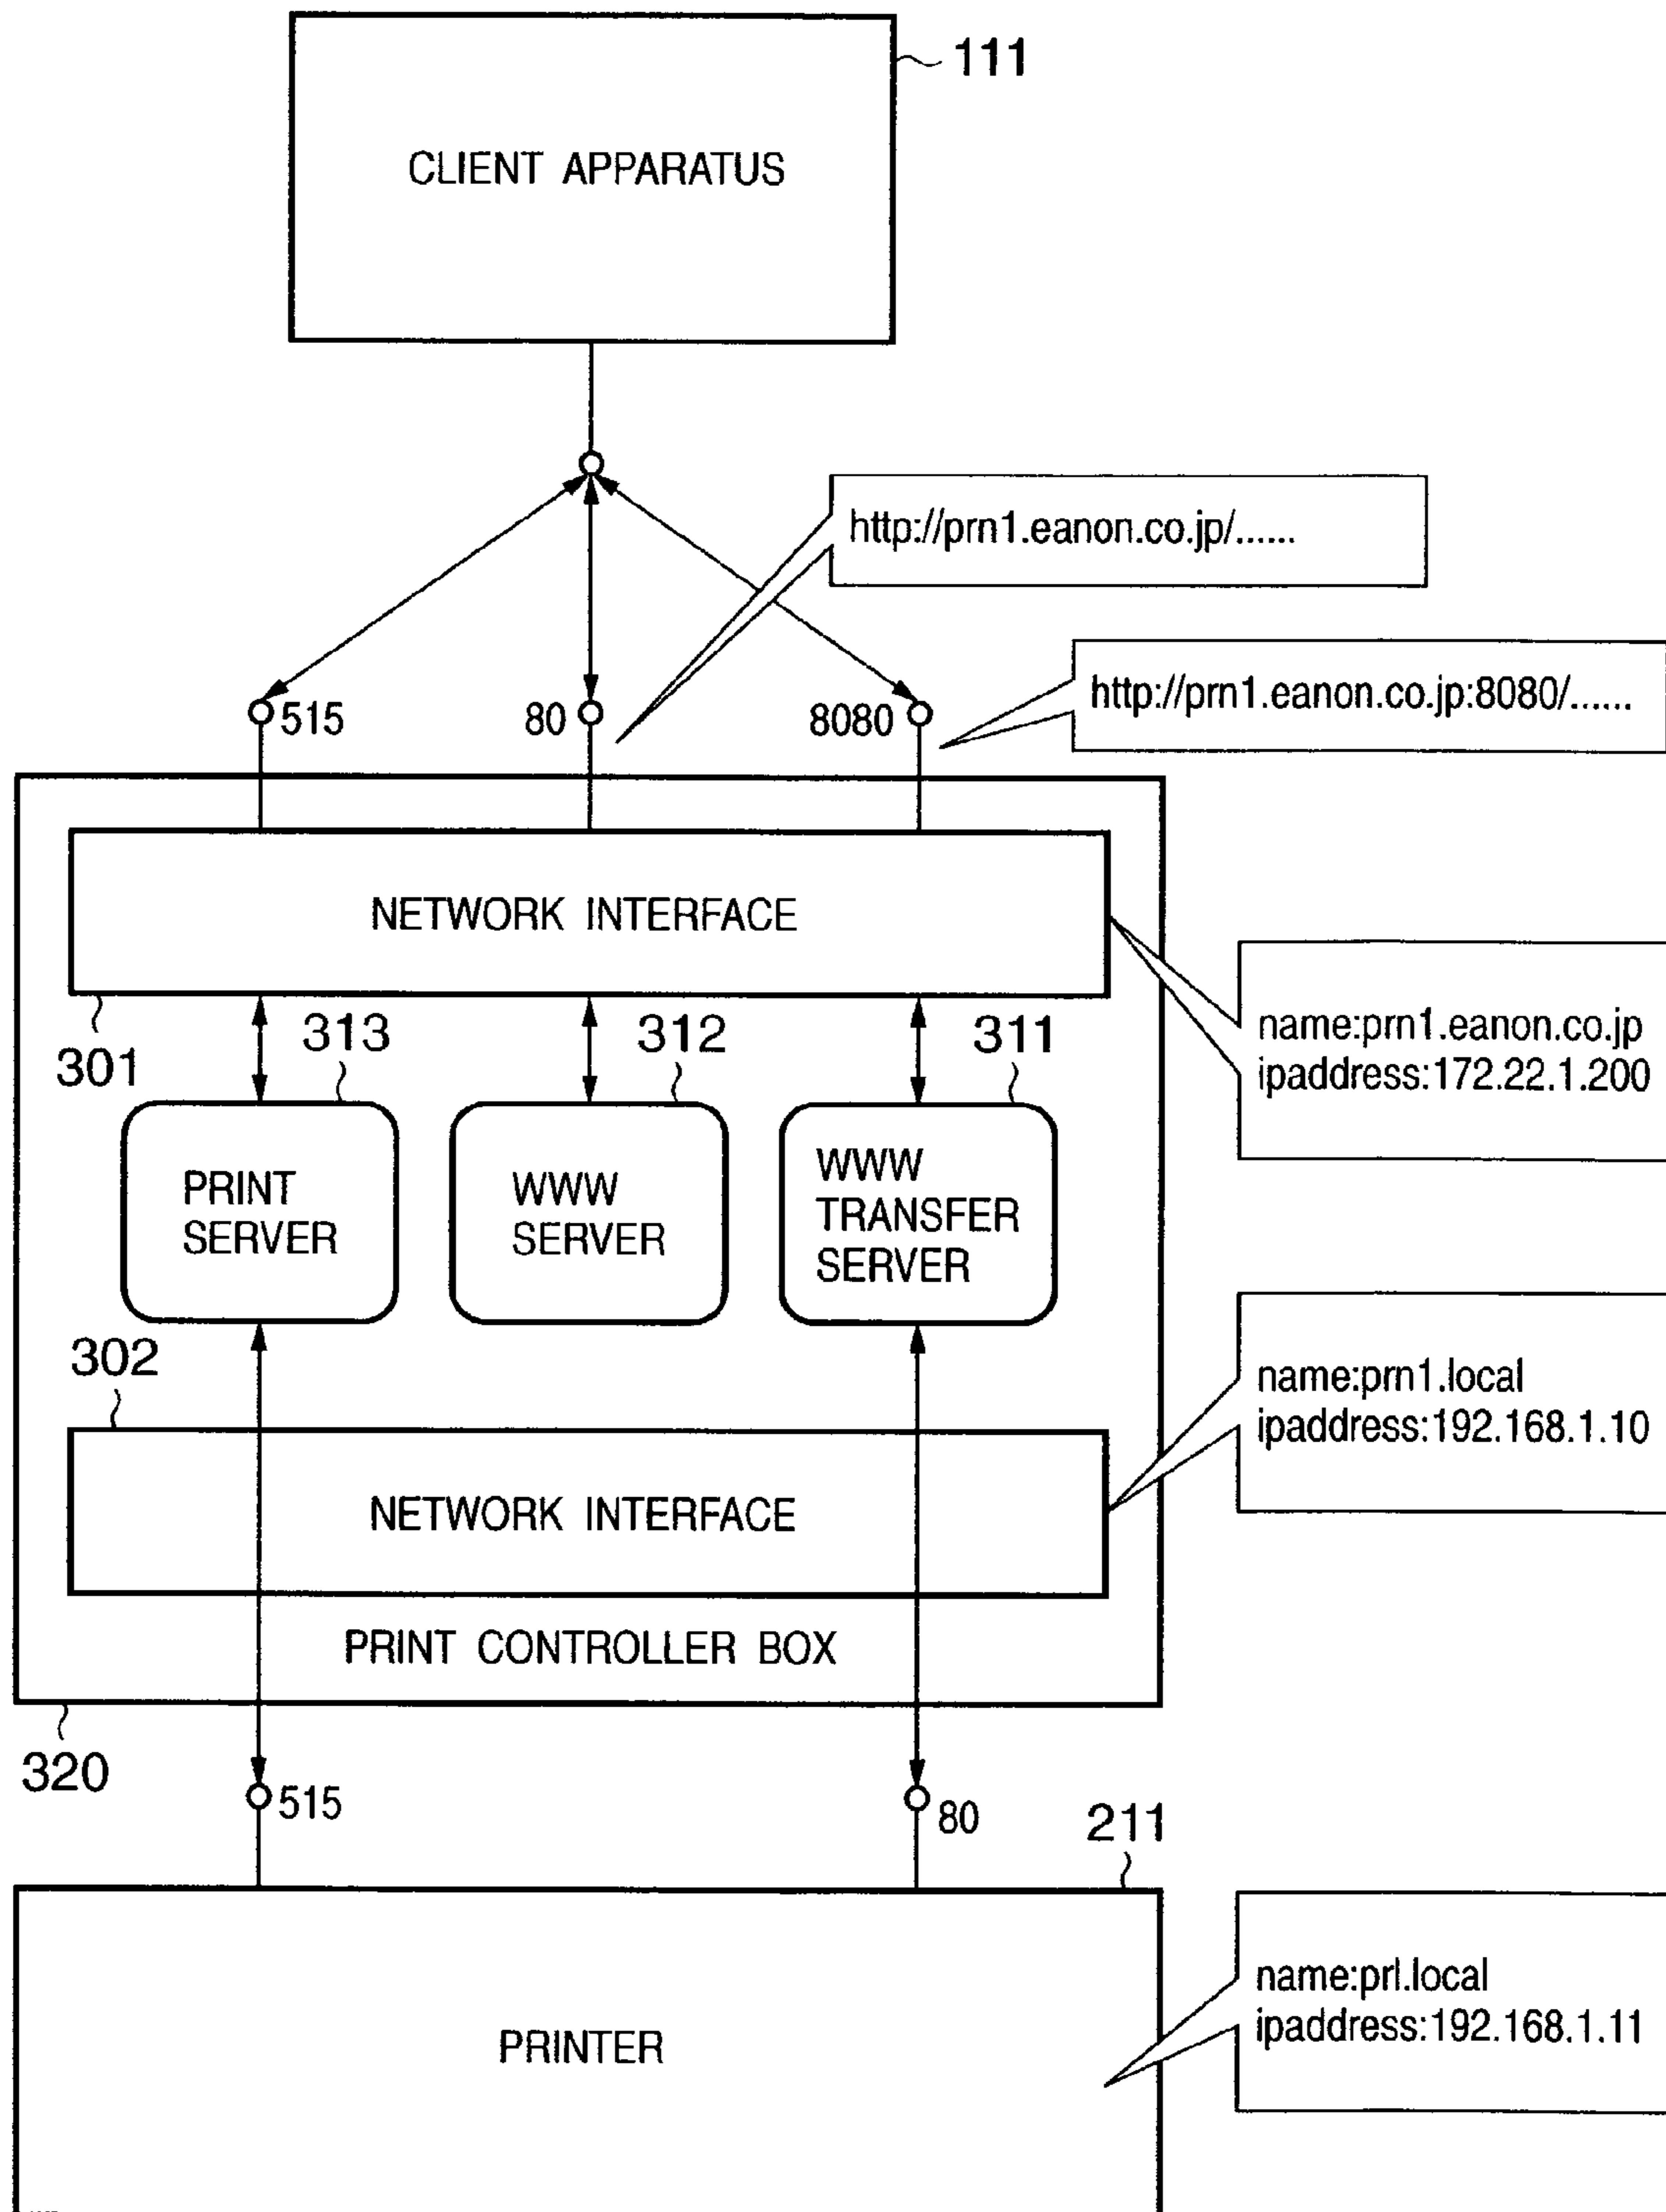 111
CLIENT APPARATUS
http://prn1.eanon.co.jp/......
http://prn1.eanon.co.jp:8080/......
515
80
8080
NETWORK INTERFACE
name:prn1.eanon.co.jp
ipaddress:172.22.1.200
301
313
312
311
PRINT
SERVER
WWW
SERVER
WWW
TRANSFER
SERVER
302
name:prn1.local
ipaddress:192.168.1.10
NETWORK INTERFACE
PRINT CONTROLLER BOX
320
515
80
211
name:prl.local
ipaddress:192.168.1.11
PRINTER